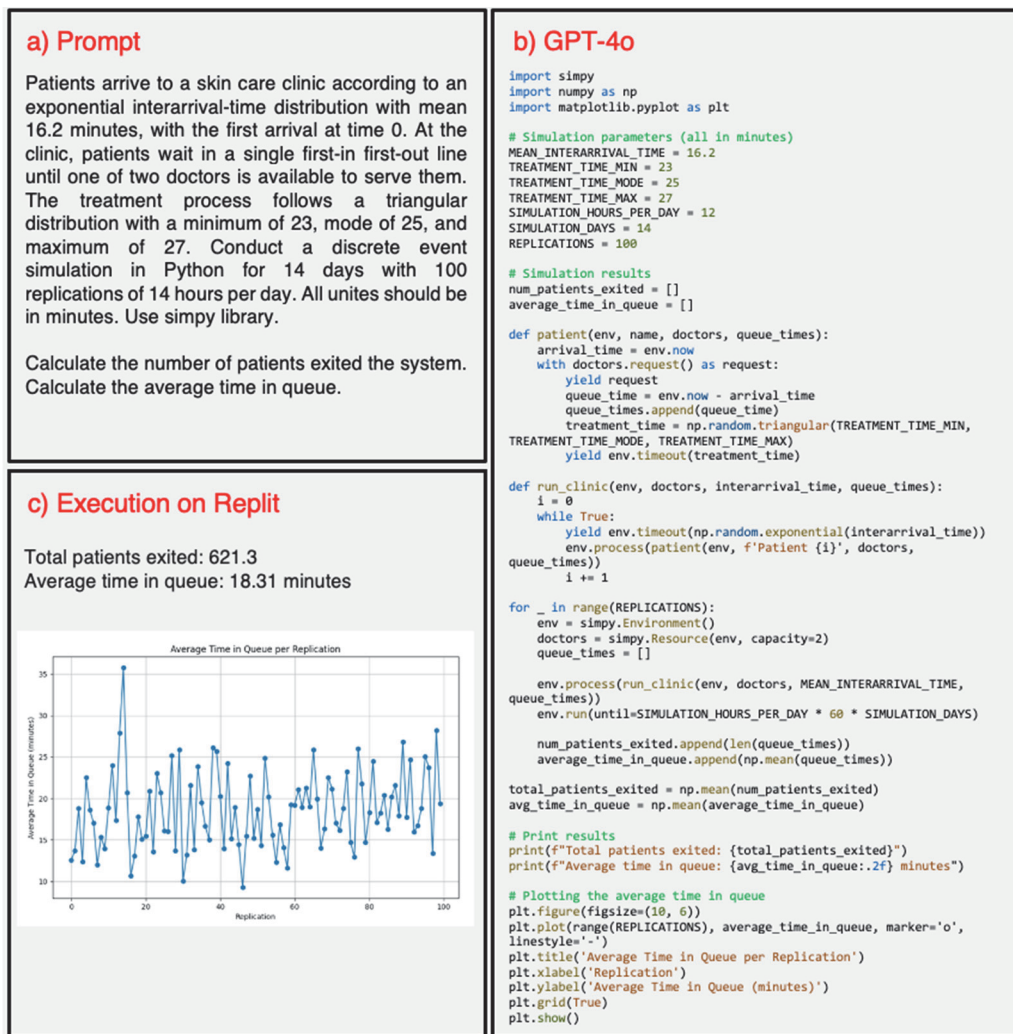 a) Prompt
Patients arrive to a skin care clinic according to an
exponential interarrival-time distribution with mean
16.2 minutes, with the first arrival at time 0. At the
clinic, patients wait in a single first-in first-out line
until one of two doctors is available to serve them.
The treatment process follows a triangular
distribution with a minimum of 23, mode of 25, and
maximum of 27. Conduct a discrete event
simulation in Python for 14 days with 100
replications of 14 hours per day. All unites should be
in minutes. Use simpy library.
Calculate the number of patients exited the system.
Calculate the average time in queue.
c) Execution on Replit
Total patients exited: 621.3
Average time in queue: 18.31 minutes
Average Time in Queue per Replication
Average Time in Queue (minutes)
35
30
25
20
15
10
0 20 40 60 80 100
Replication
b) GPT-4o
import simpy
import numpy as np
import matplotlib.pyplot as plt
# Simulation parameters (all in minutes)
MEAN_INTERARRIVAL_TIME = 16.2
TREATMENT_TIME_MIN = 23
TREATMENT_TIME_MODE = 25
TREATMENT_TIME_MAX = 27
SIMULATION_HOURS_PER_DAY = 12
SIMULATION_DAYS = 14
REPLICATIONS = 100
# Simulation results
num_patients_exited = []
average_time_in_queue = []
def patient(env, name, doctors, queue_times):
    arrival_time = env.now
    with doctors.request() as request:
        yield request
        queue_time = env.now - arrival_time
        queue_times.append(queue_time)
        treatment_time = np.random.triangular(TREATMENT_TIME_MIN,
TREATMENT_TIME_MODE, TREATMENT_TIME_MAX)
        yield env.timeout(treatment_time)
def run_clinic(env, doctors, interarrival_time, queue_times):
    i = 0
    while True:
        yield env.timeout(np.random.exponential(interarrival_time))
        env.process(patient(env, f'Patient {i}', doctors,
queue_times))
        i += 1
for _ in range(REPLICATIONS):
    env = simpy.Environment()
    doctors = simpy.Resource(env, capacity=2)
    queue_times = []
    env.process(run_clinic(env, doctors, MEAN_INTERARRIVAL_TIME,
queue_times))
    env.run(until=SIMULATION_HOURS_PER_DAY * 60 * SIMULATION_DAYS)
    num_patients_exited.append(len(queue_times))
    average_time_in_queue.append(np.mean(queue_times))
total_patients_exited = np.mean(num_patients_exited)
avg_time_in_queue = np.mean(average_time_in_queue)
# Print results
print(f"Total patients exited: {total_patients_exited}")
print(f"Average time in queue: {avg_time_in_queue:.2f} minutes")
# Plotting the average time in queue
plt.figure(figsize=(10, 6))
plt.plot(range(REPLICATIONS), average_time_in_queue, marker='o',
linestyle='-')
plt.title('Average Time in Queue per Replication')
plt.xlabel('Replication')
plt.ylabel('Average Time in Queue (minutes)')
plt.grid(True)
plt.show()